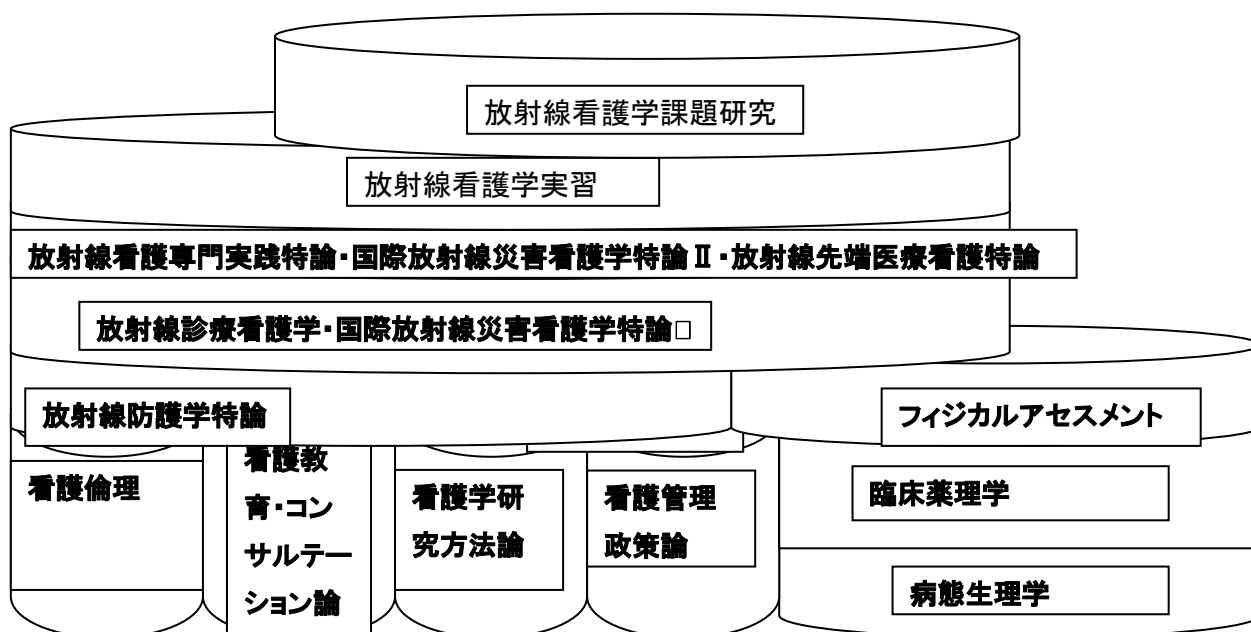 放射線看護学課題研究
放射線看護学実習
放射線看護専門実践特論・国際放射線災害看護学特論Ⅱ・放射線先端医療看護特論
放射線診療看護学・国際放射線災害看護学特論□
放射線防護学特論
フィジカルアセスメント
看護倫理
看護教
育・コン
サルテー
ション論
看護学研
究方法論
看護管理
政策論
臨床薬理学
病態生理学